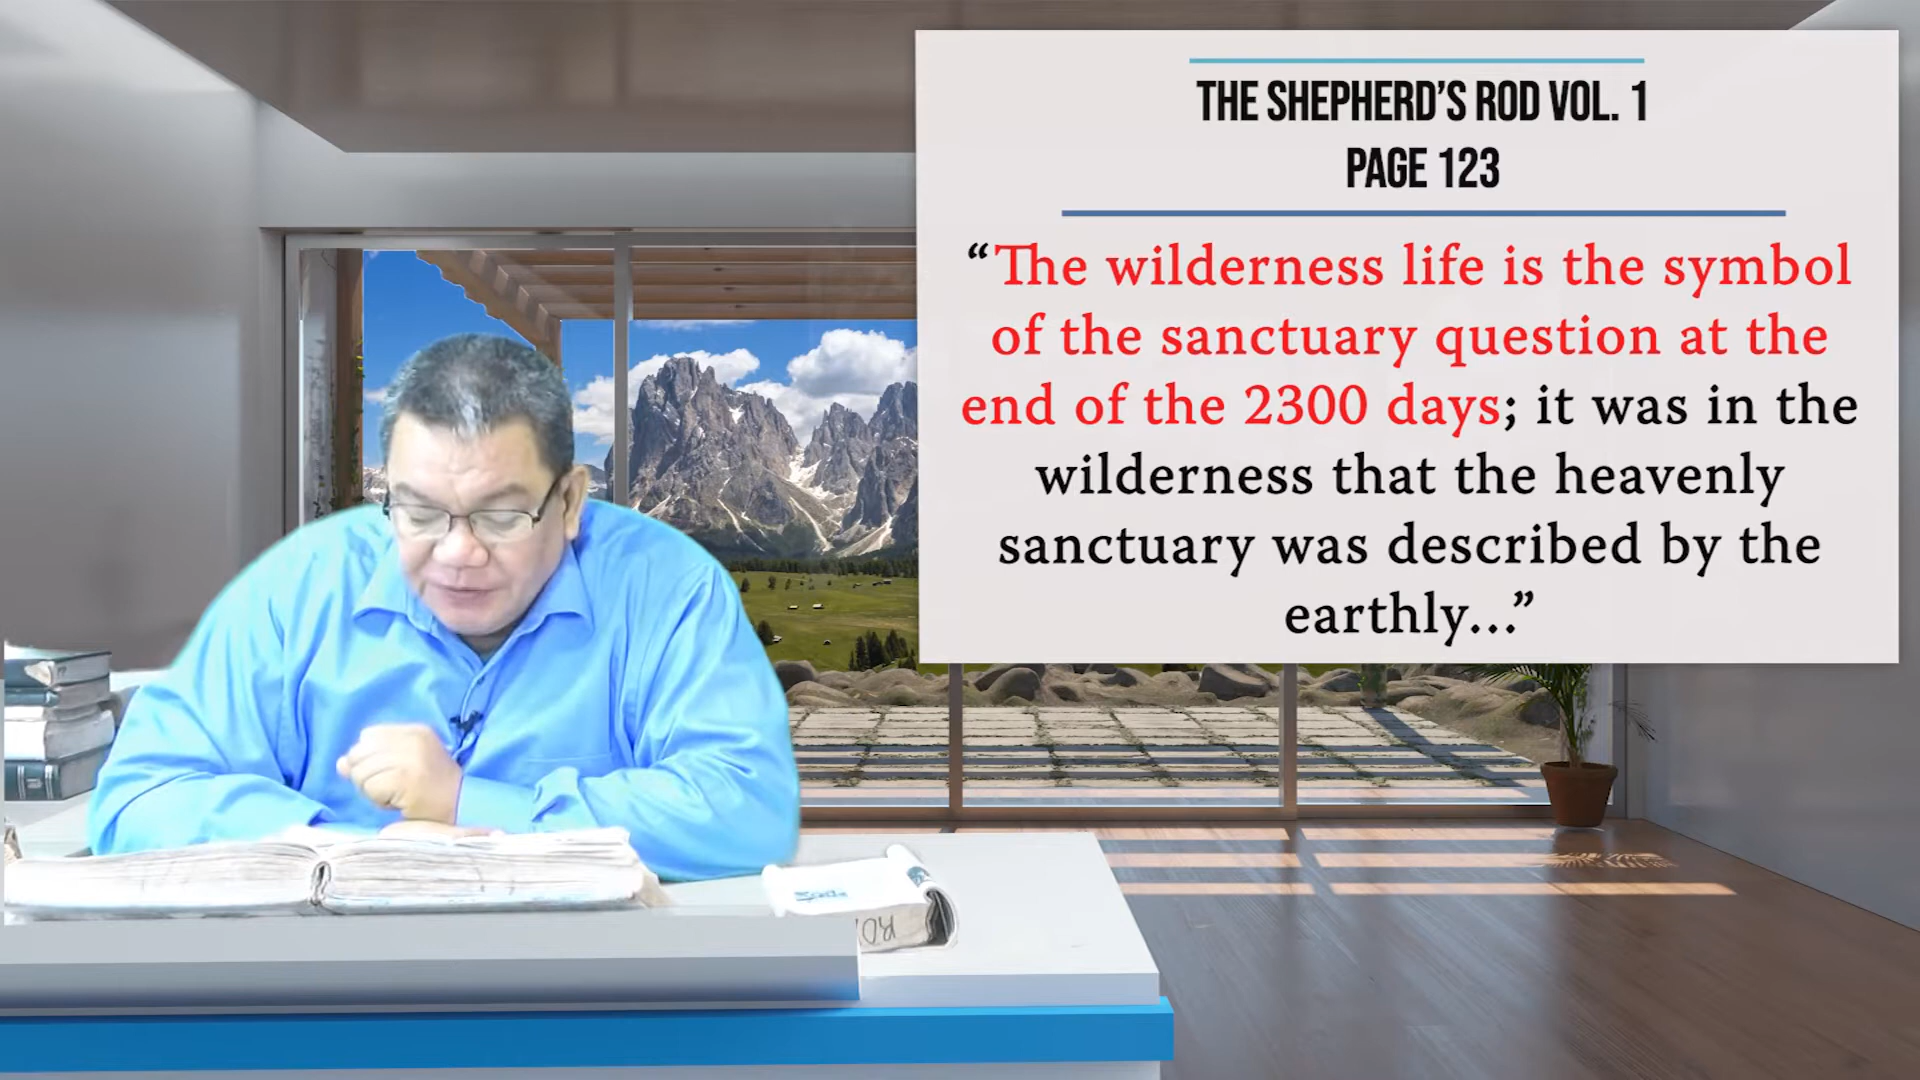 THE SHEPHERD'S ROD VOL. 1
PAGE 123
“The wilderness life is the symbol
of the sanctuary question at the
end of the 2300 days; it was in the
wilderness that the heavenly
sanctuary was described by the
earthly...”